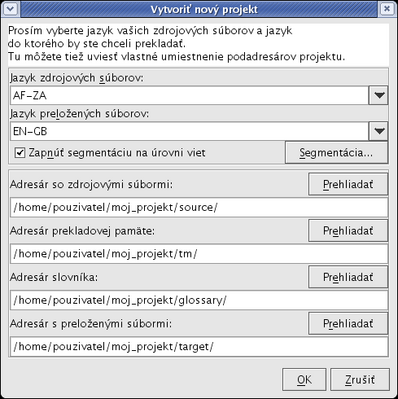 Vytvoriť nový projekt
Prosím vyberte jazyk vašich zdrojových súborov a jazyk
do ktorého by ste chceli prekladať.
Tu môžete tiež uviesť vlastné umiestnenie podadresárov projektu.
Jazyk zdrojových súborov:
AF-ZA
Jazyk preložených súborov:
EN-GB
Zapnúť segmentáciu na úrovni viet
Segmentácia...
Adresár so zdrojovými súbormi:
Prehliadať
/home/pouzivatel/moj_projekt/source/
Adresár prekladovej pamäte:
Prehliadať
/home/pouzivatel/moj_projekt/tm/
Adresár slovníka:
Prehliadať
/home/pouzivatel/moj_projekt/glossary/
Adresár s preloženými súbormi:
Prehliadať
/home/pouzivatel/moj_projekt/target/
OK
Zrušiť